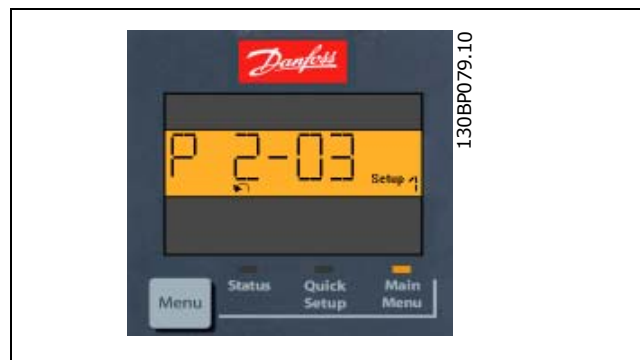 Danfoss
130BP079.10
P 2-03
Setup 1
Menu
Status
Quick Setup
Main Menu